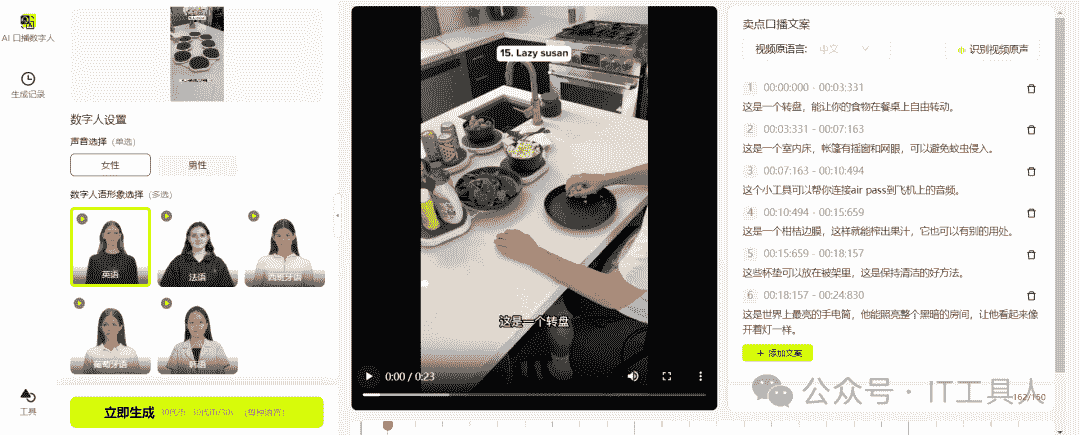 AI 口播数字人
生成记录
工具
数字人设置
声音选择（单选）
女性
男性
数字人语形象选择（多选）
英语
法语
西班牙语
葡萄牙语
韩语
立即生成
15. Lazy susan
这是一个转盘
0:00 / 0:23
卖点口播文案
视频原语言: 中文
识别视频原声
1 00:00:000 - 00:03:331
这是一个转盘，能让你的食物在餐桌上自由转动。
2 00:03:331 - 00:07:163
这是一个室内床，帐篷有摇窗和网眼，可以避免蚊虫侵入。
3 00:07:163 - 00:10:494
这个小工具可以帮你连接air pass到飞机上的音频。
4 00:10:494 - 00:15:659
这是一个柑桔边膜，这样就能榨出果汁，它也可以有别的用处。
5 00:15:659 - 00:18:157
这些杯垫可以放在被架里，这是保持清洁的好方法。
6 00:18:157 - 00:24:830
这是世界上最亮的手电筒，他能照亮整个黑暗的房间，让他看起来像
开着灯一样。
+ 添加文案
162/150
公众号 · IT工具人